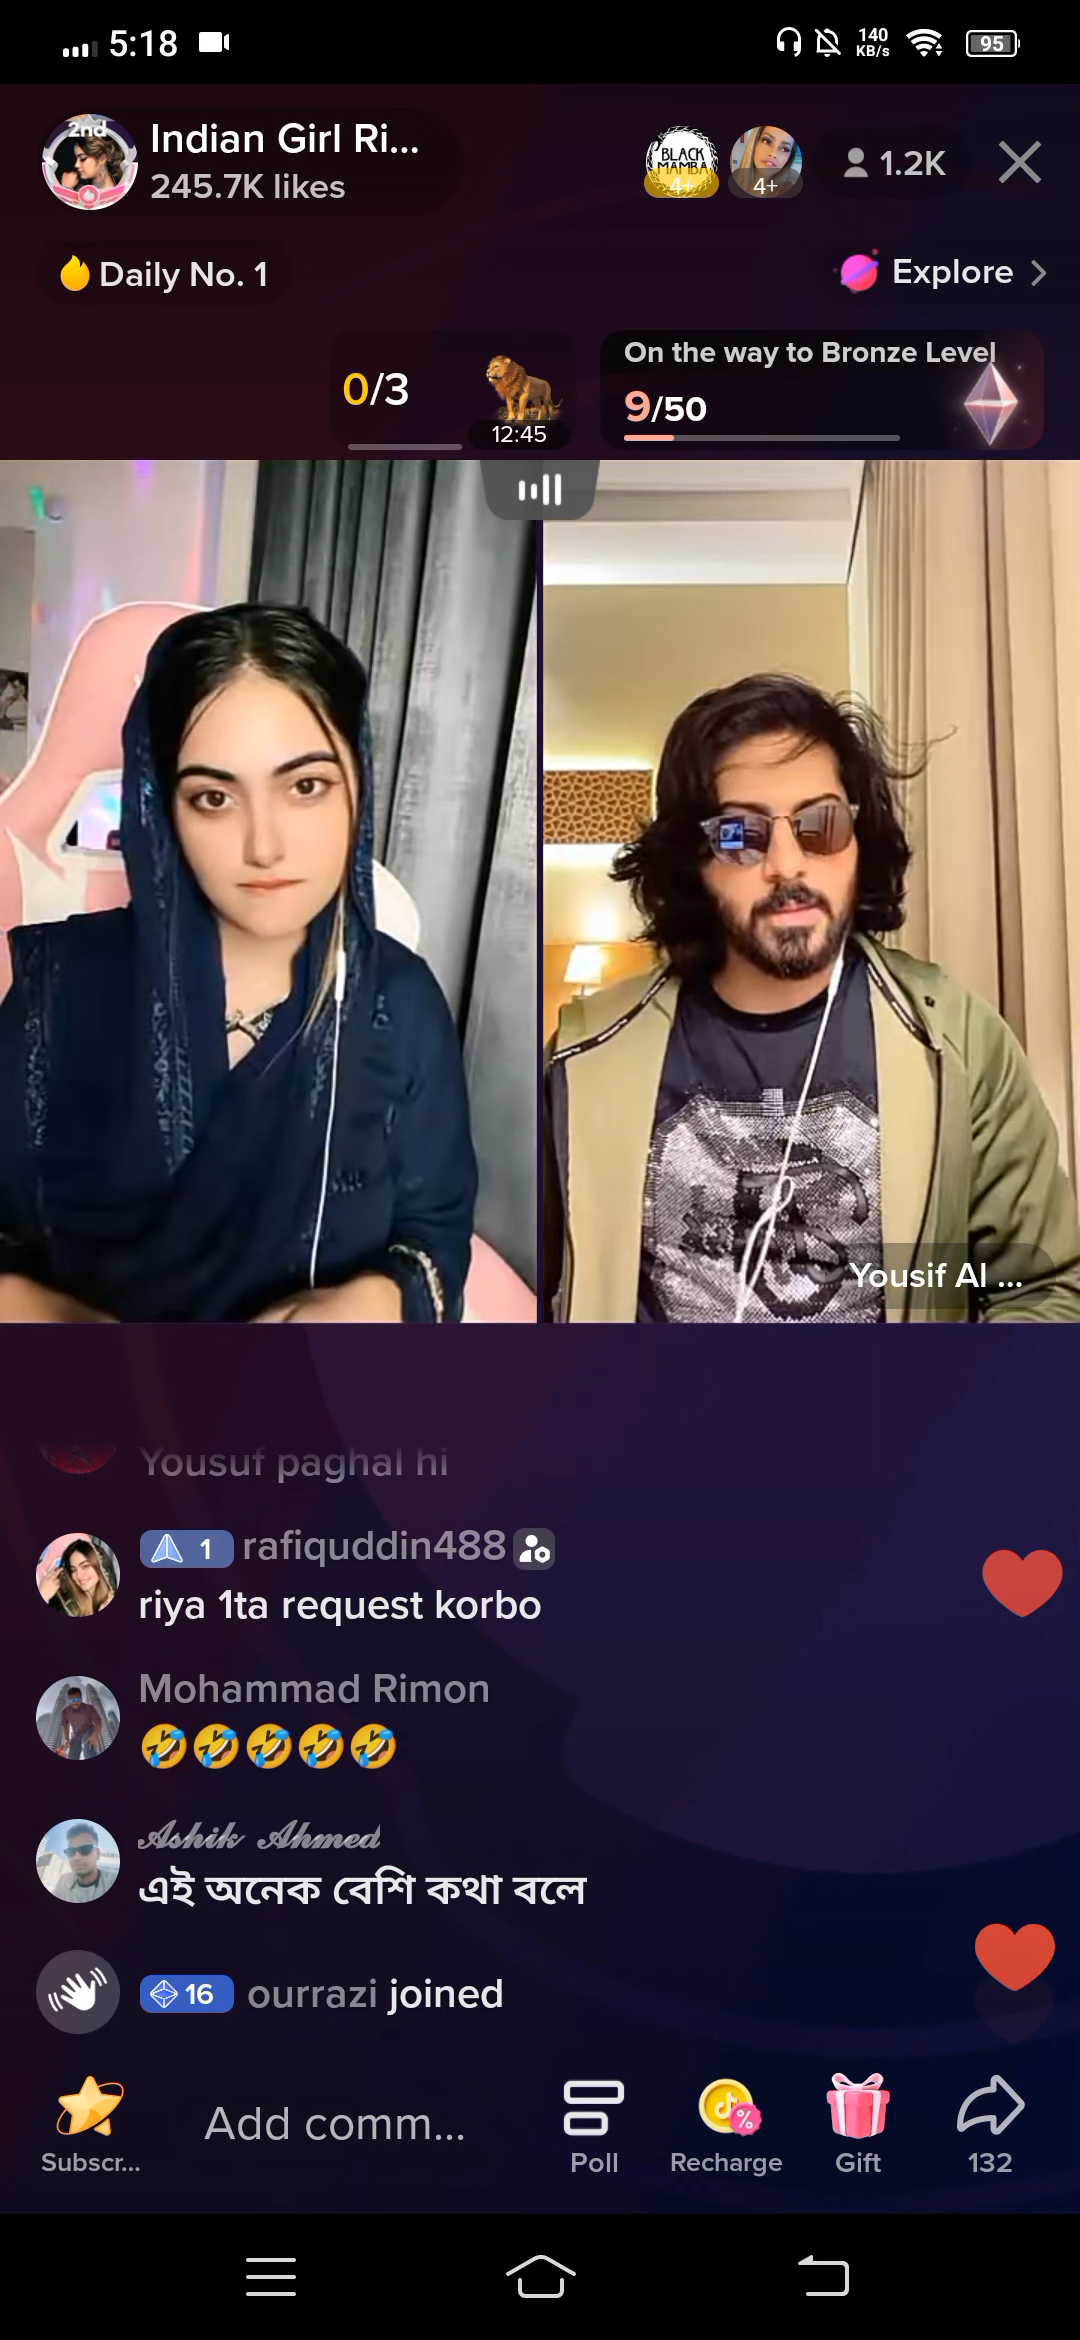 5:18
140
KB/s
95
2nd
Indian Girl Ri...
245.7K likes
BLACK
MAMBA
4+
4+
1.2K
Daily No. 1
Explore
On the way to Bronze Level
0/3
12:45
9/50
Yousif Al ...
Yousuf paghal hi
1 rafiquddin488
riya 1ta request korbo
Mohammad Rimon
🤣🤣🤣🤣🤣
𝓐𝓼𝓱𝓲𝓴 𝓐𝓱𝓶𝓮𝓭
এই অনেক বেশি কথা বলে
16 ourrazi joined
Add comm...
Subscr...
Poll
Recharge
Gift
132